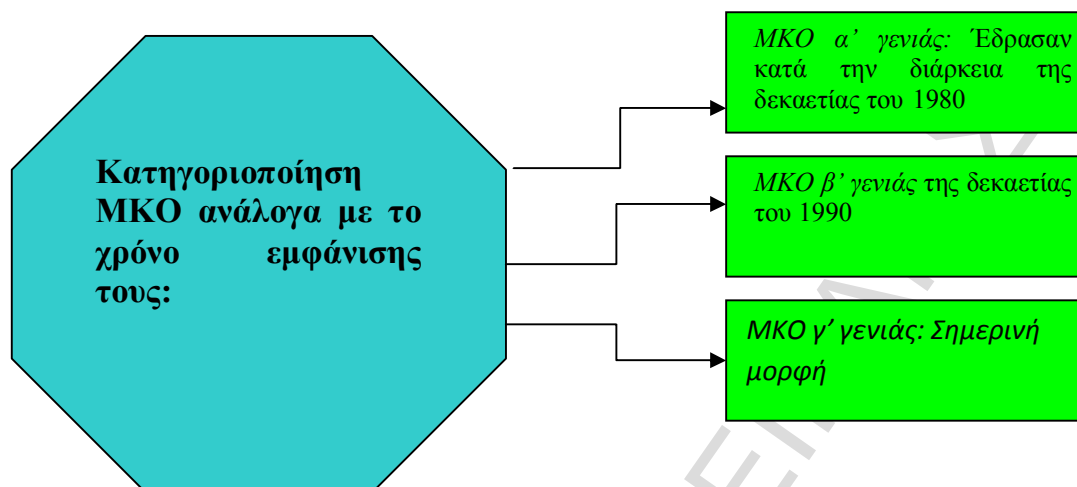 Κατηγοριοποίηση
ΜΚΟ ανάλογα με το
χρόνο εμφάνισης
τους:
ΜΚΟ α’ γενιάς: Έδρασαν
κατά την διάρκεια της
δεκαετίας του 1980
ΜΚΟ β’ γενιάς της δεκαετίας
του 1990
ΜΚΟ γ’ γενιάς: Σημερινή
μορφή